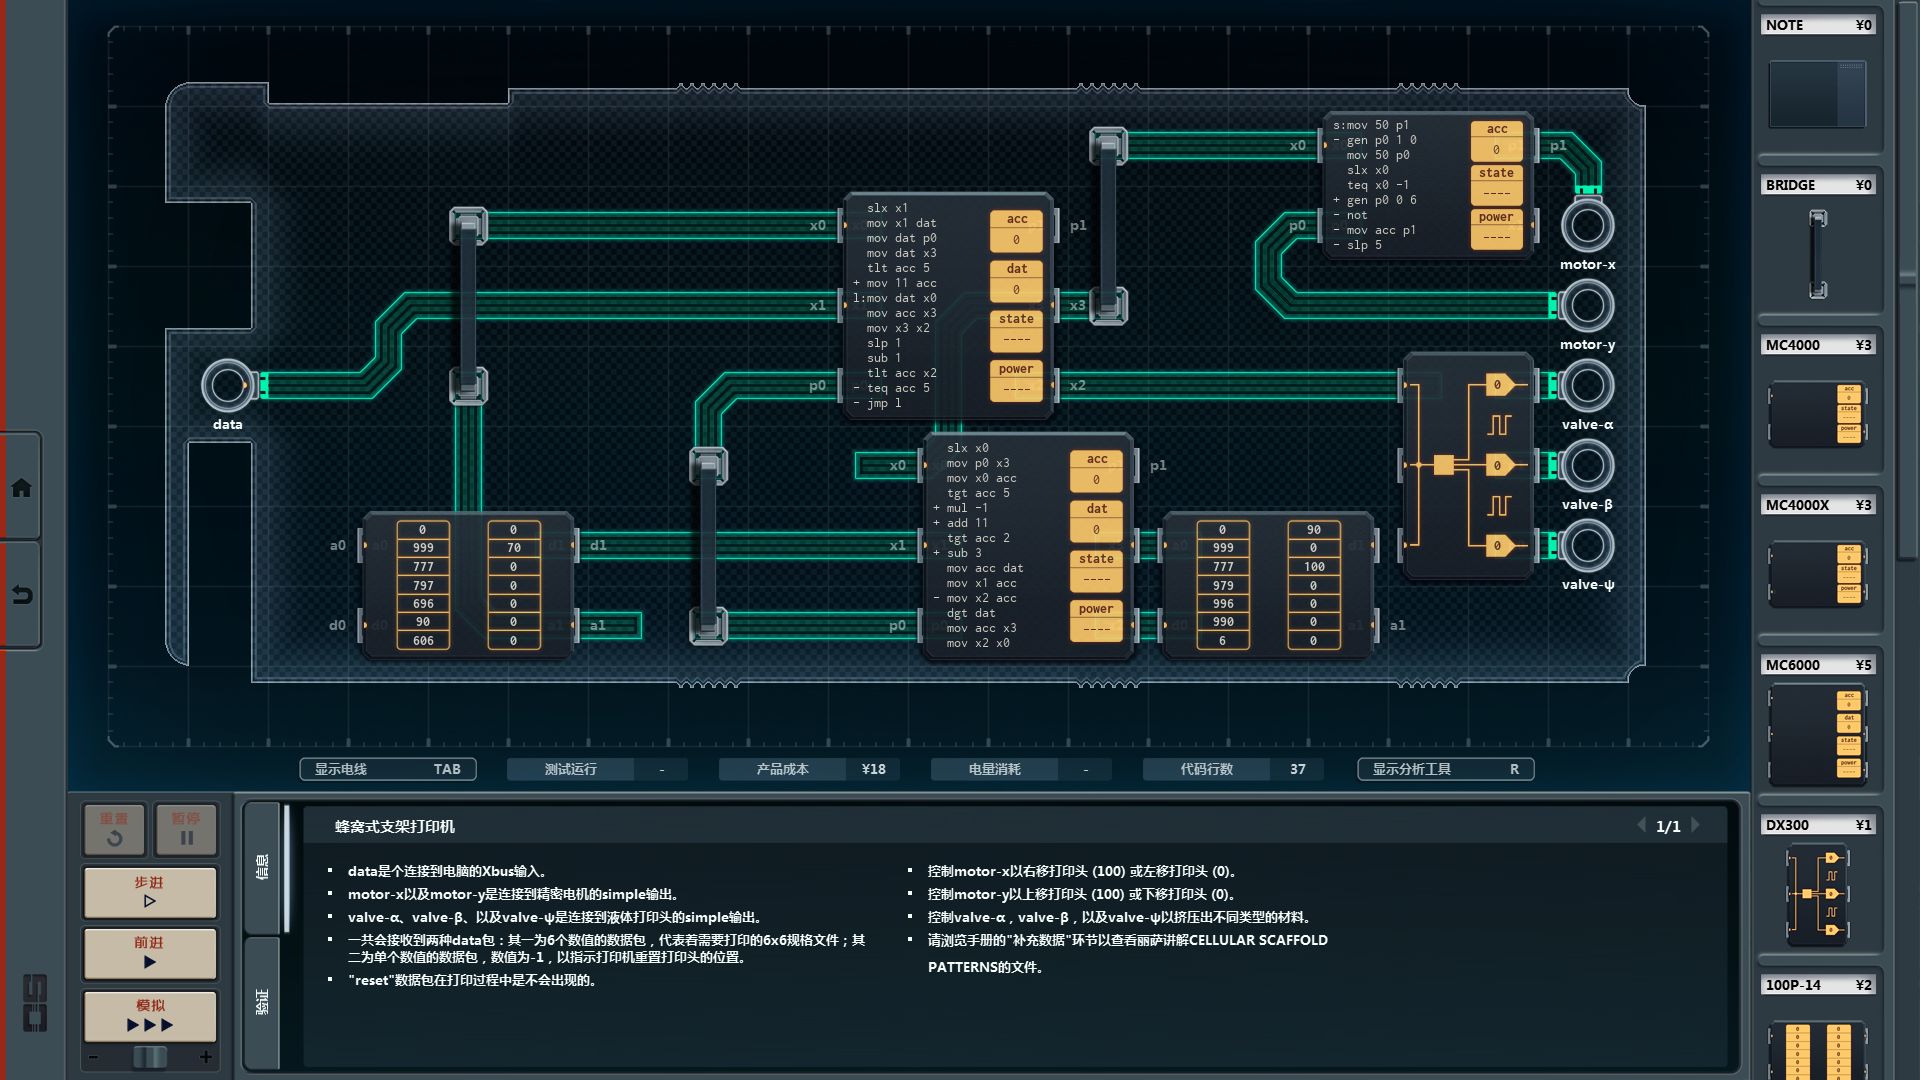 NOTE ¥0
BRIDGE ¥0
MC4000 ¥3
acc
0
state
----
power
----
MC4000X ¥3
acc
0
state
----
power
----
MC6000 ¥5
acc
0
dat
0
state
----
power
----
DX300 ¥1
100P-14 ¥2
data
motor-x
motor-y
valve-α
valve-β
valve-ψ
s:mov 50 p1
- gen p0 1 0
mov 50 p0
slx x0
teq x0 -1
+ gen p0 0 6
- not
- mov acc p1
- slp 5
acc
0
state
----
power
----
x0
p0
p1
slx x1
mov x1 dat
mov dat p0
mov dat x3
tlt acc 5
+ mov 11 acc
l:mov dat x0
mov acc x3
mov x3 x2
slp 1
sub 1
tlt acc x2
- teq acc 5
- jmp l
acc
0
dat
0
state
----
power
----
x0
x1
p0
p1
x3
x2
slx x0
mov p0 x3
mov x0 acc
tgt acc 5
+ mul -1
+ add 11
tgt acc 2
+ sub 3
mov acc dat
mov x1 acc
- mov x2 acc
dgt dat
mov acc x3
mov x2 x0
acc
0
dat
0
state
----
power
----
x0
x1
p0
p1
a0
d0
d1
a1
0 0
999 70
777 0
797 0
696 0
90 0
606 0
0 90
999 0
777 100
979 0
996 0
990 0
6 0
a1
0
0
0
显示电线 TAB
测试运行 -
产品成本 ¥18
电量消耗 -
代码行数 37
显示分析工具 R
重置
暂停
步进
前进
模拟
- +
信息
验证
蜂窝式支架打印机
1/1
▪ data是个连接到电脑的Xbus输入。
▪ motor-x以及motor-y是连接到精密电机的simple输出。
▪ valve-α、valve-β、以及valve-ψ是连接到液体打印头的simple输出。
▪ 一共会接收到两种data包：其一为6个数值的数据包，代表着需要打印的6x6规格文件；其
二为单个数值的数据包，数值为-1，以指示打印机重置打印头的位置。
▪ "reset"数据包在打印过程中是不会出现的。
▪ 控制motor-x以右移打印头 (100) 或左移打印头 (0)。
▪ 控制motor-y以上移打印头 (100) 或下移打印头 (0)。
▪ 控制valve-α，valve-β，以及valve-ψ以挤压出不同类型的材料。
▪ 请浏览手册的"补充数据"环节以查看丽萨讲解CELLULAR SCAFFOLD
PATTERNS的文件。